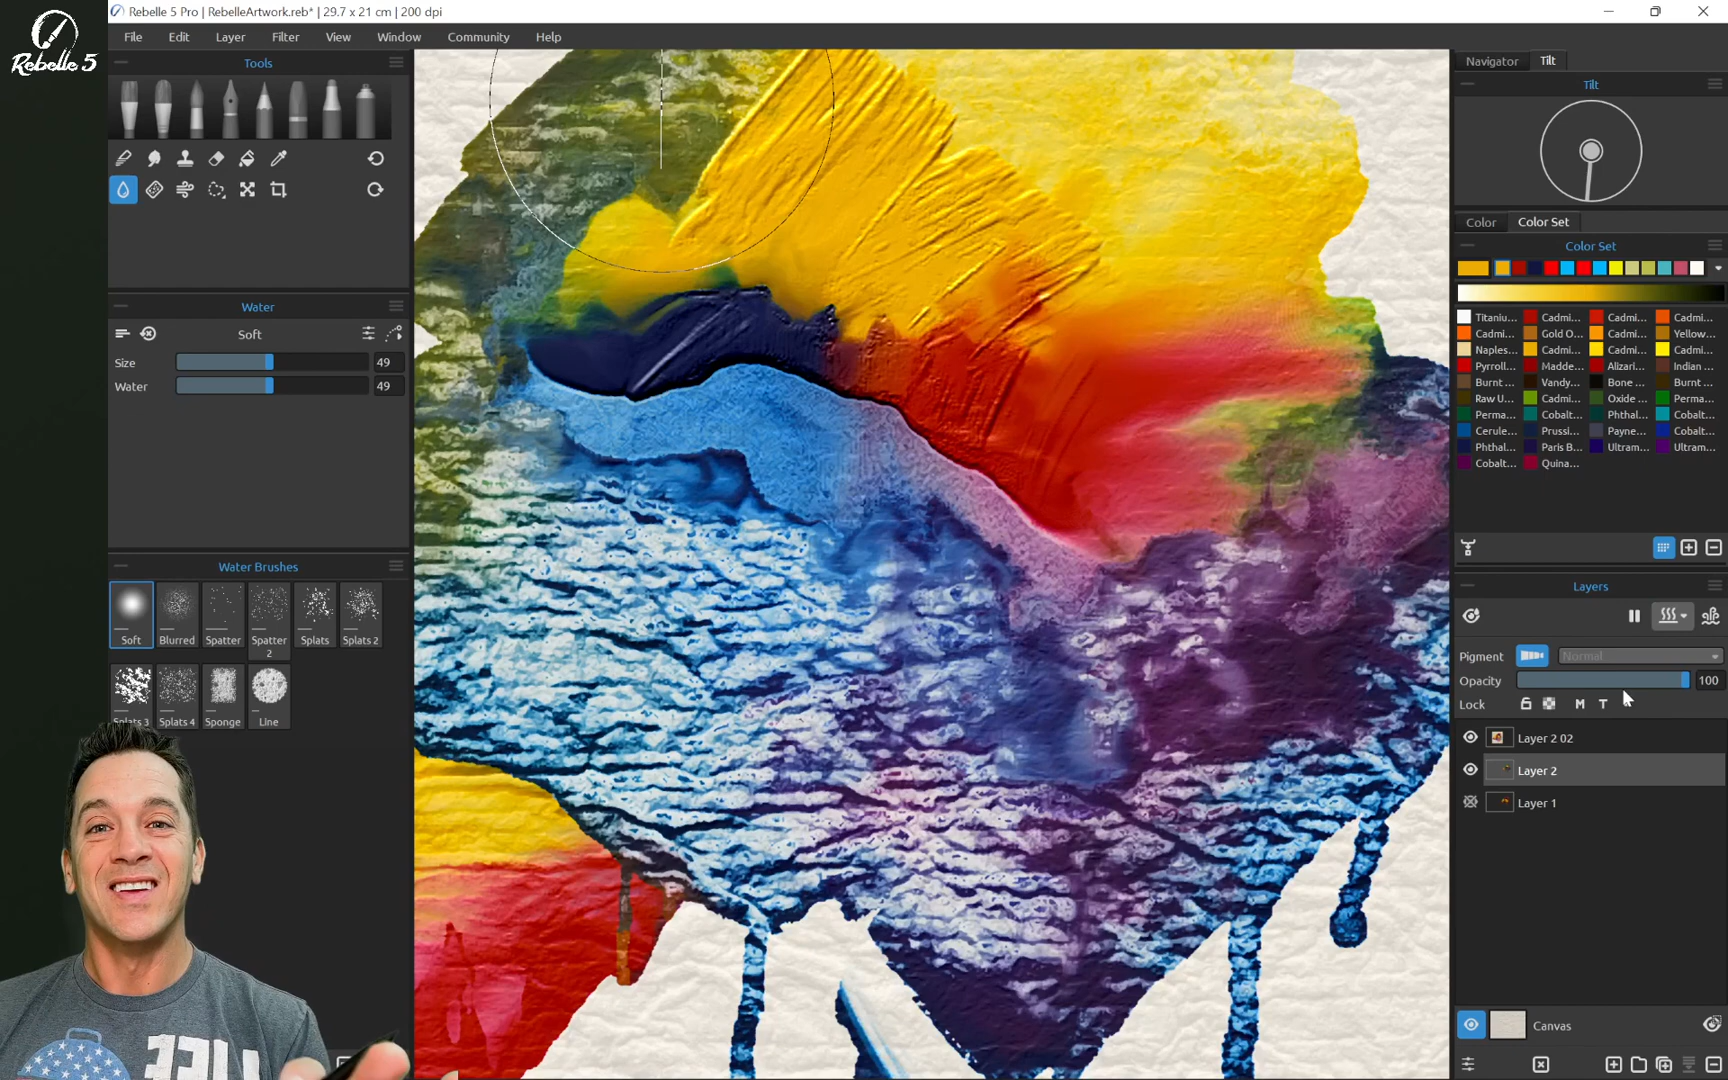 Rebelle 5
Rebelle 5 Pro | RebelleArtwork.reb* | 29.7 x 21 cm | 200 dpi
File Edit Layer Filter View Window Community Help
Tools
Water
Soft
Size 49
Water 49
Water Brushes
Soft Blurred Spatter Spatter 2 Splats Splats 2
Splats 3 Splats 4 Sponge Line
Navigator Tilt
Tilt
Color Color Set
Color Set
Titaniu... Cadmi... Cadmi... Cadmi...
Cadmi... Gold O... Cadmi... Yellow...
Naples... Cadmi... Cadmi... Cadmi...
Pyrroll... Madde... Alizari... Indian ...
Burnt ... Vandy... Bone ... Burnt ...
Raw U... Cadmi... Oxide ... Perma...
Perma... Cobalt... Phthal... Cobalt...
Cerule... Prussi... Payne... Cobalt...
Phthal... Paris B... Ultram... Ultram...
Cobalt... Quina...
Layers
Pigment Normal
Opacity 100
Lock M T
Layer 2 02
Layer 2
Layer 1
Canvas